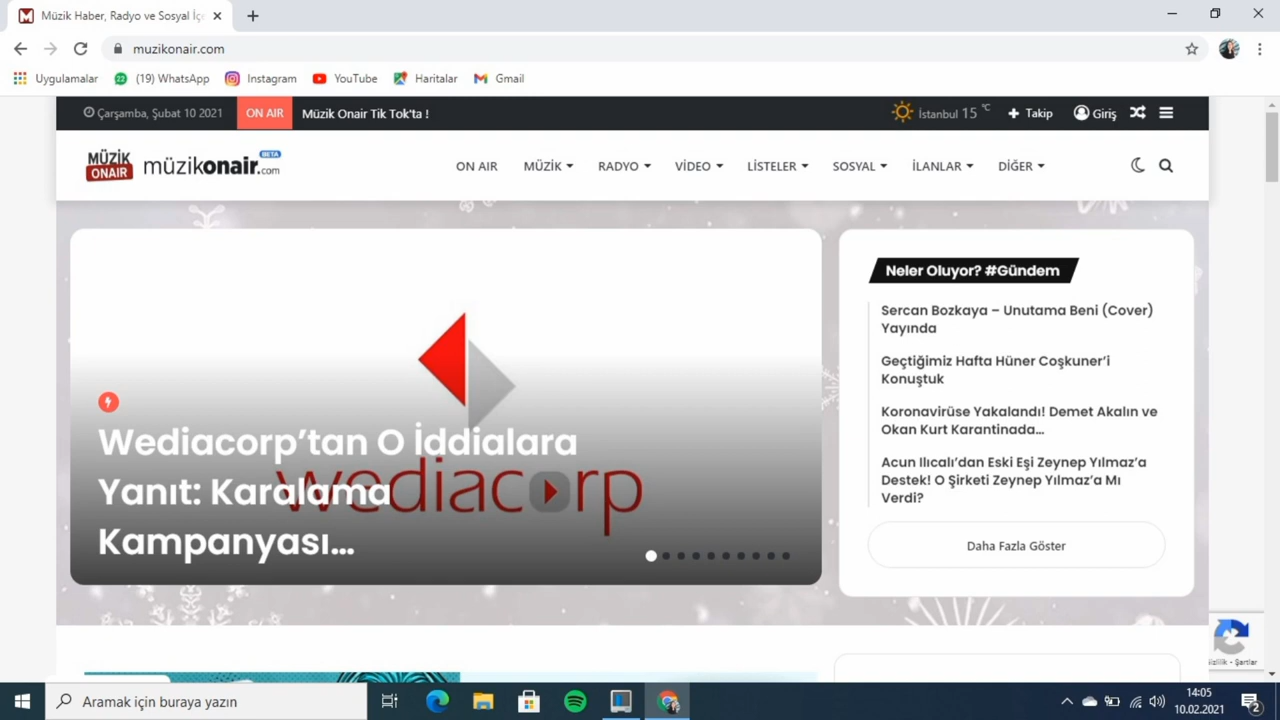 Müzik Haber, Radyo ve Sosyal İçe
muzikonair.com
Uygulamalar
22
(19) WhatsApp
Instagram
YouTube
Haritalar
Gmail
Çarşamba, Şubat 10 2021
ON AIR
Müzik Onair Tik Tok'ta !
İstanbul 15 °C
Takip
Giriş
MÜZİK
ONAIR
müzikonair.com
BETA
ON AIR
MÜZİK
RADYO
VİDEO
LİSTELER
SOSYAL
İLANLAR
DİĞER
wediacorp
Wediacorp’tan O İddialara
Yanıt: Karalama
Kampanyası...
Neler Oluyor? #Gündem
Sercan Bozkaya – Unutama Beni (Cover)
Yayında
Geçtiğimiz Hafta Hüner Coşkuner’i
Konuştuk
Koronavirüse Yakalandı! Demet Akalın ve
Okan Kurt Karantinada...
Acun Ilıcalı’dan Eski Eşi Zeynep Yılmaz’a
Destek! O Şirketi Zeynep Yılmaz’a Mı
Verdi?
Daha Fazla Göster
Şartlar
Aramak için buraya yazın
14:05
10.02.2021
2